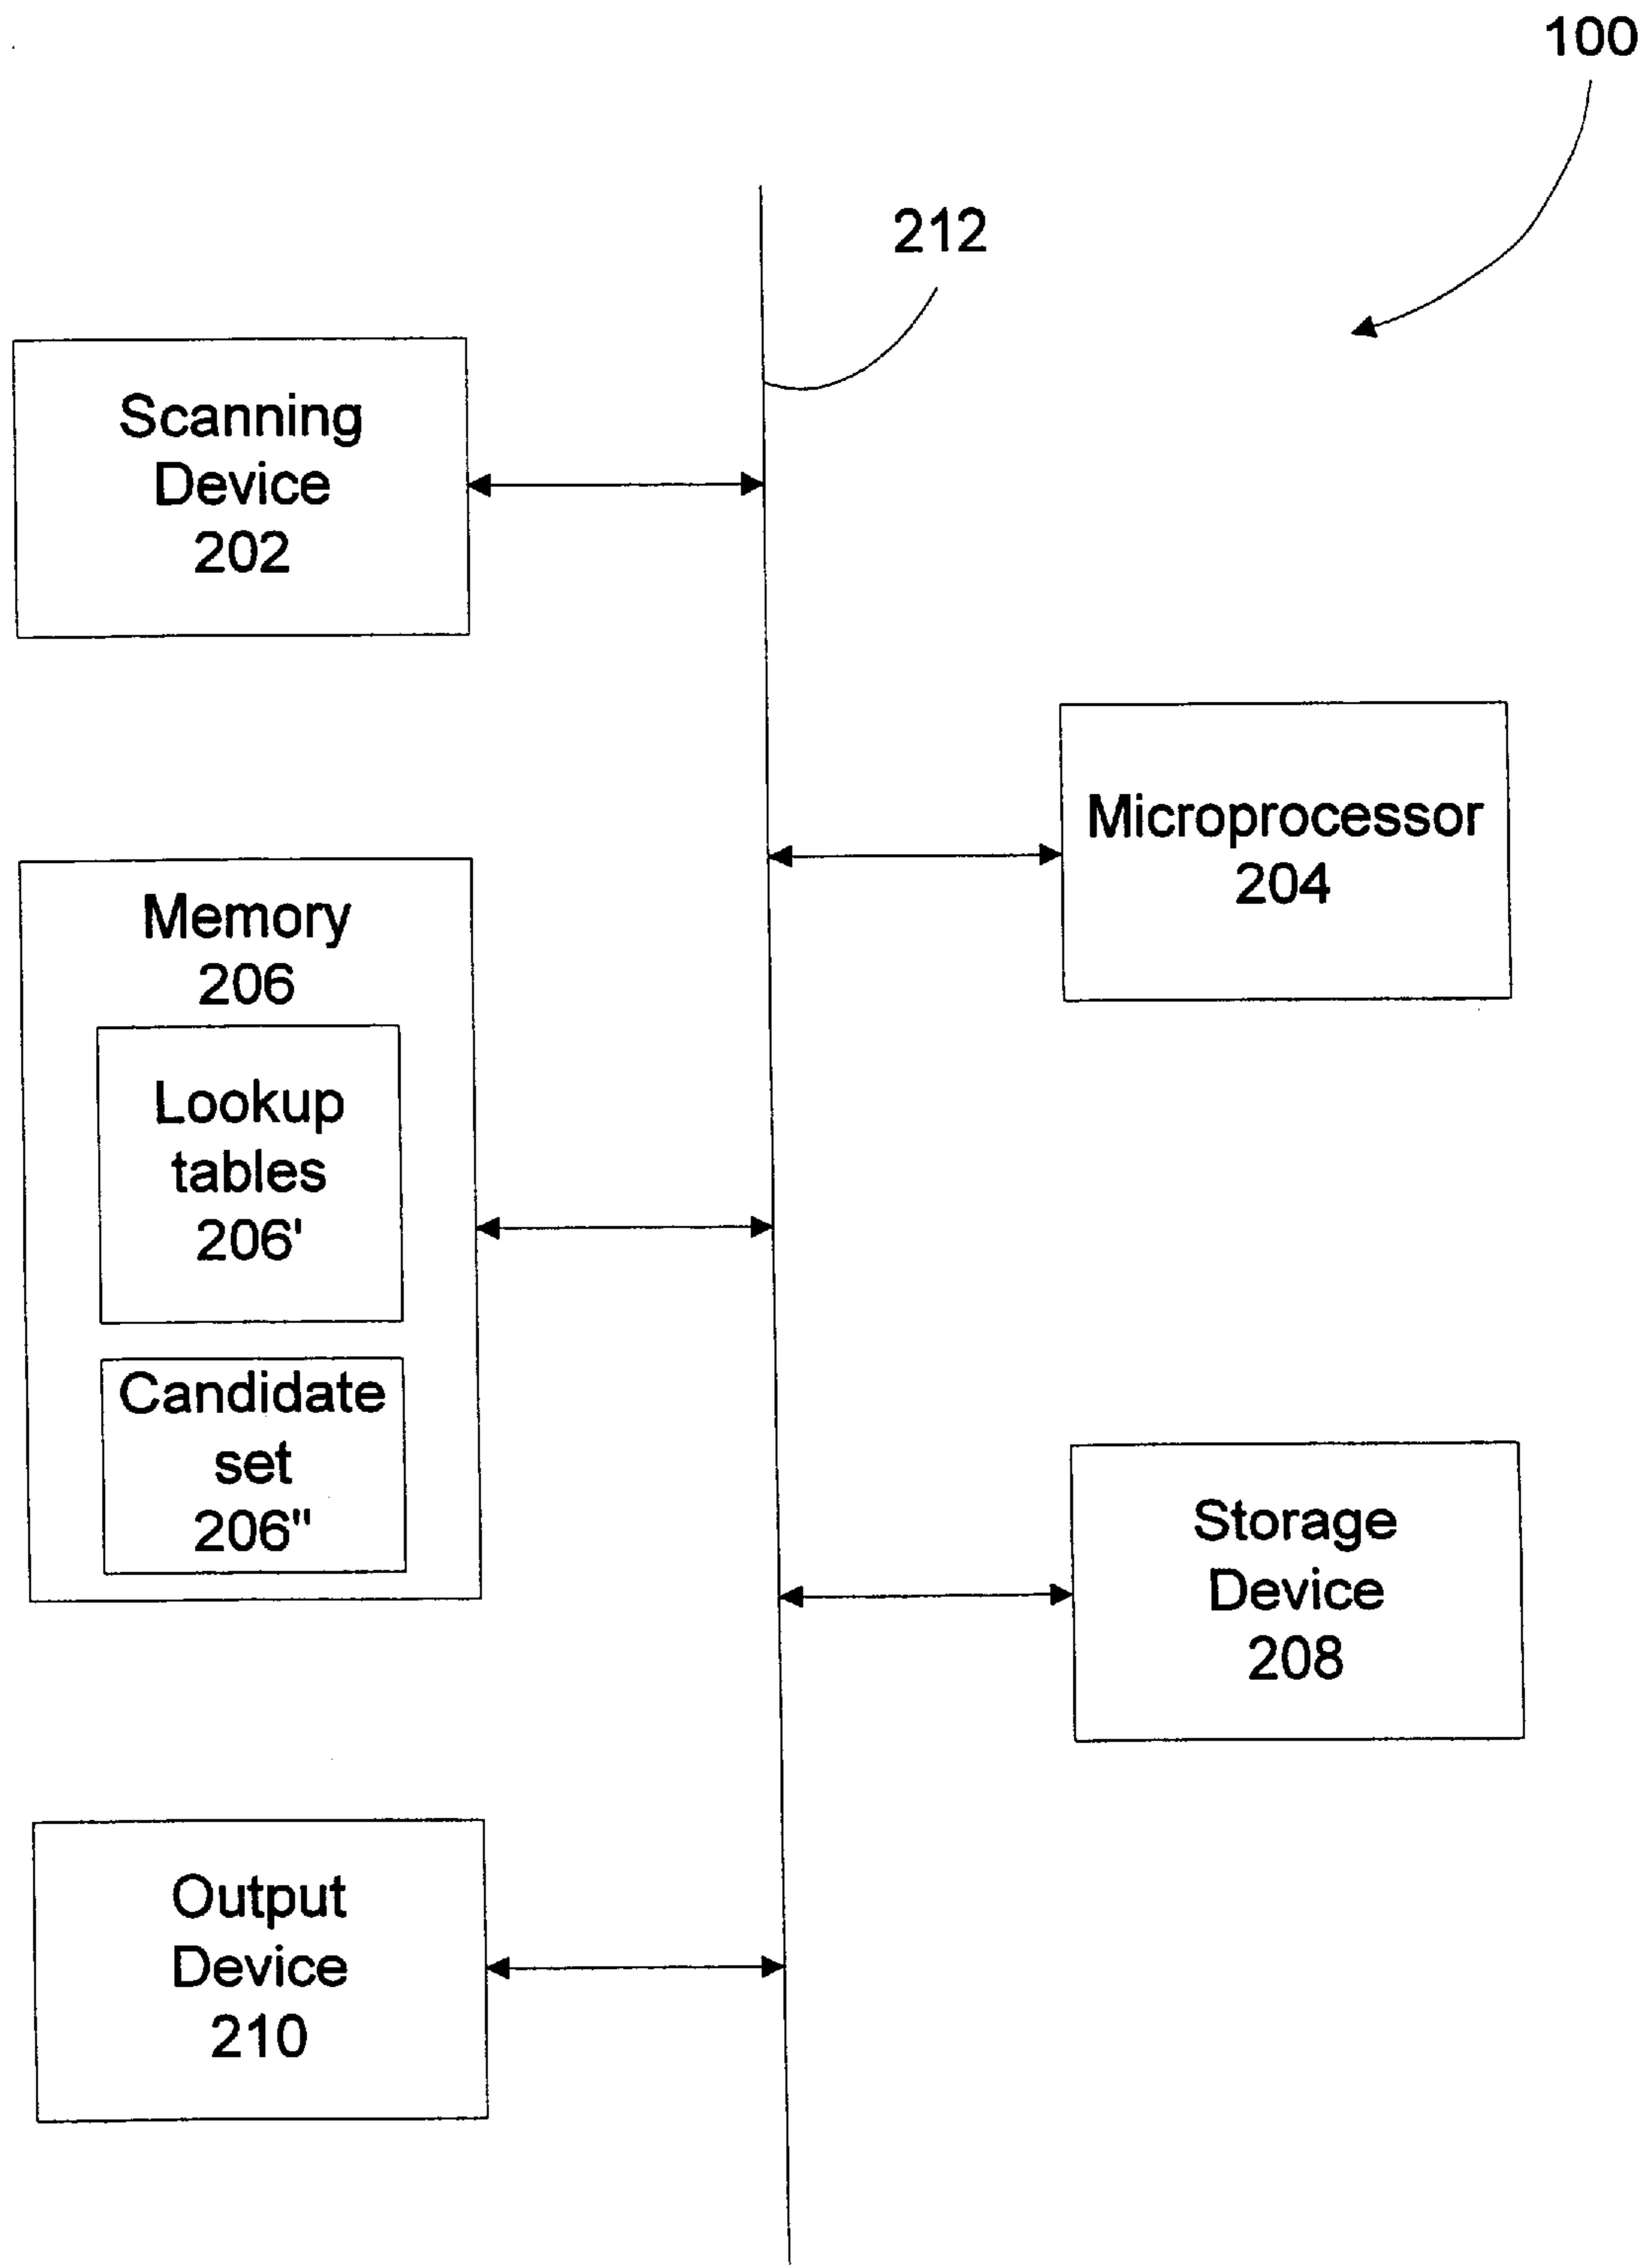 100
212
Scanning
Device
202
Microprocessor
204
Memory
206
Lookup
tables
206'
Candidate
set
206"
Storage
Device
208
Output
Device
210